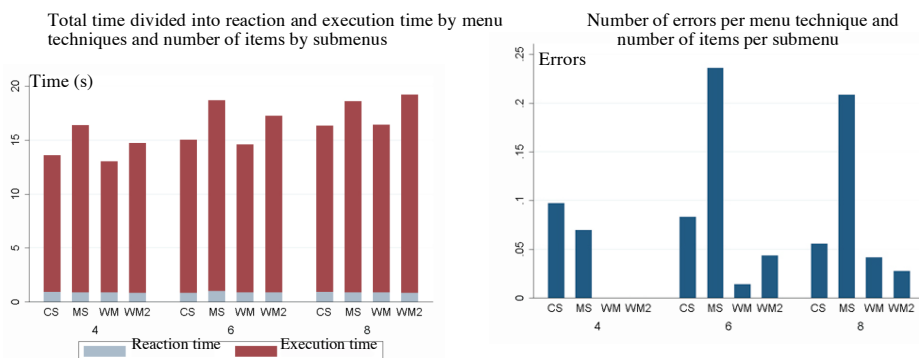 Total time divided into reaction and execution time by menu
techniques and number of items by submenus
Time (s)
20
15
10
5
0
CS MS WM WM2 CS MS WM WM2 CS MS WM WM2
4 6 8
Reaction time Execution time
Number of errors per menu technique and
number of items per submenu
Errors
.25
.2
.15
.1
.05
0
CS MS WM WM2 CS MS WM WM2 CS MS WM WM2
4 6 8